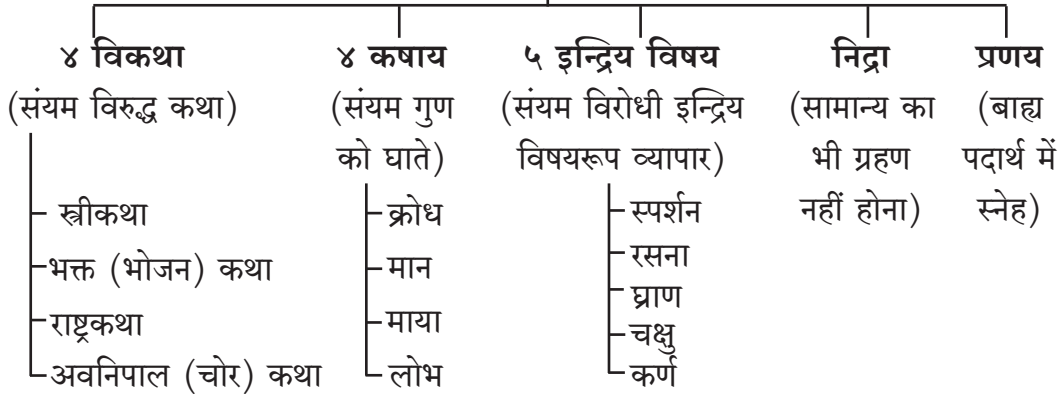 ४ विकथा
(संयम विरुद्ध कथा)
स्त्रीकथा
भक्त (भोजन) कथा
राष्ट्रकथा
अवनिपाल (चोर) कथा
४ कषाय
(संयम गुण
को घाते)
क्रोध
मान
माया
लोभ
५ इन्द्रिय विषय
(संयम विरोधी इन्द्रिय
विषयरूप व्यापार)
स्पर्शन
रसना
घ्राण
चक्षु
कर्ण
निद्रा
(सामान्य का
भी ग्रहण
नहीं होना)
प्रणय
(बाह्य
पदार्थ में
स्नेह)